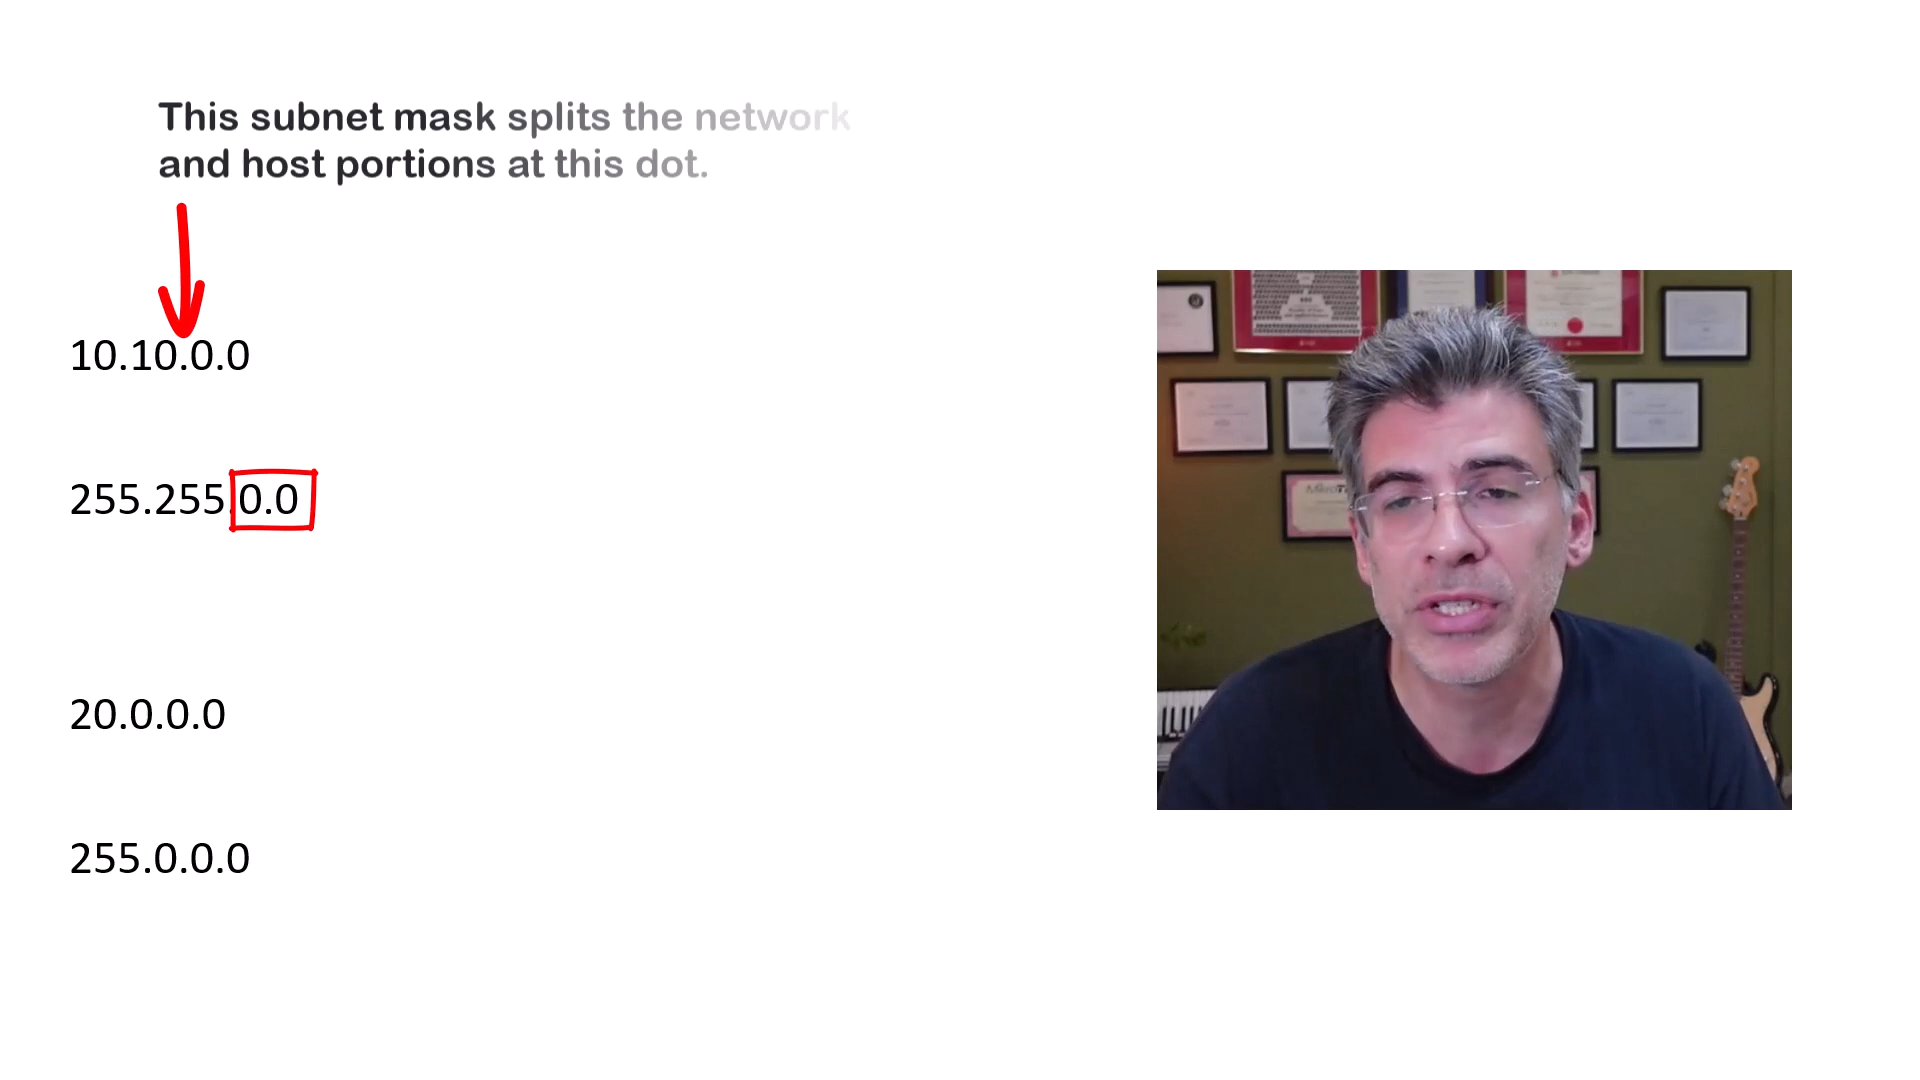 This subnet mask splits the network
and host portions at this dot.
10.10.0.0
255.255.0.0
20.0.0.0
255.0.0.0